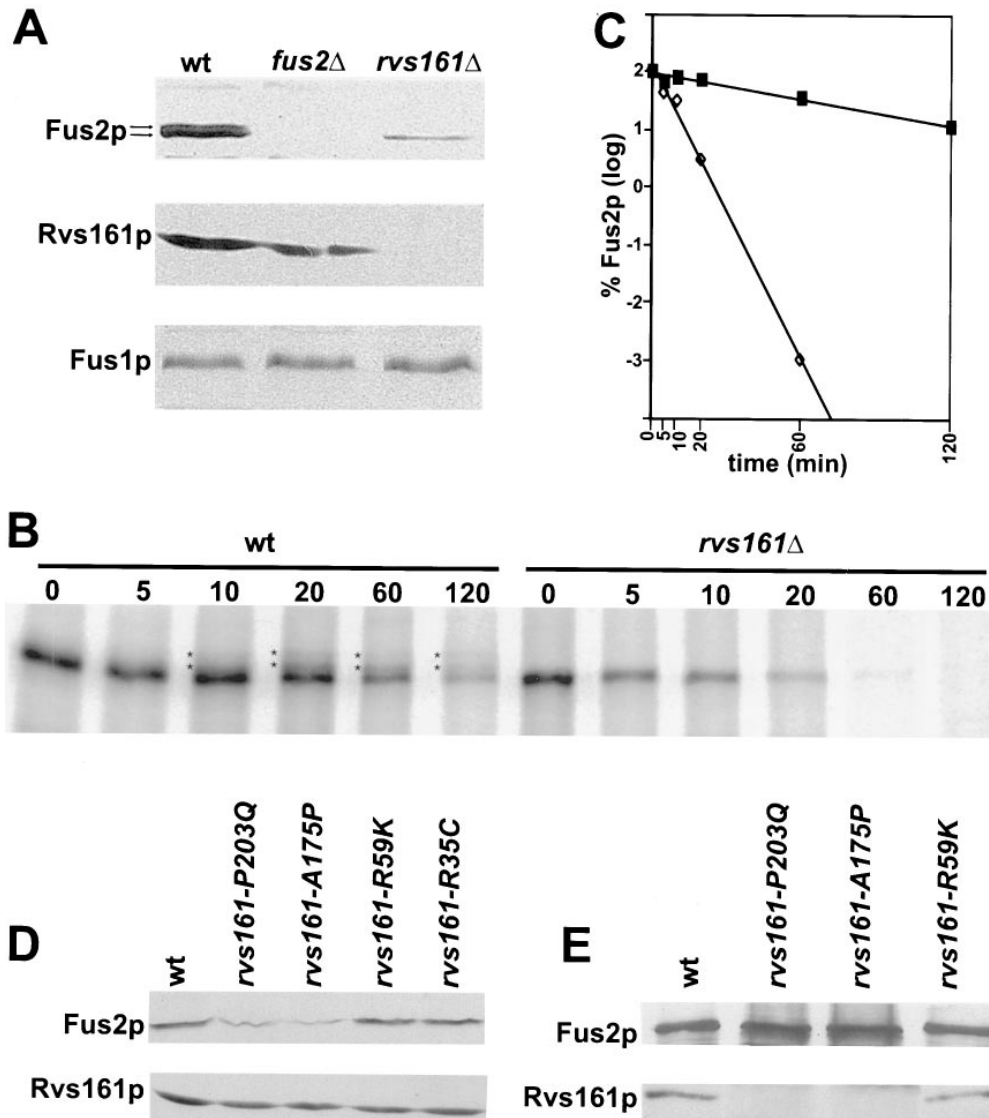 A
wt fus2Δ rvs161Δ
Fus2p
Rvs161p
Fus1p
C
% Fus2p (log)
2
1
0
-1
-2
-3
0 5 10 20 60 120
time (min)
B
wt rvs161Δ
0 5 10 20 60 120 0 5 10 20 60 120
* * * *
* * * *
D
wt rvs161-P203Q rvs161-A175P rvs161-R59K rvs161-R35C
Fus2p
Rvs161p
E
wt rvs161-P203Q rvs161-A175P rvs161-R59K
Fus2p
Rvs161p